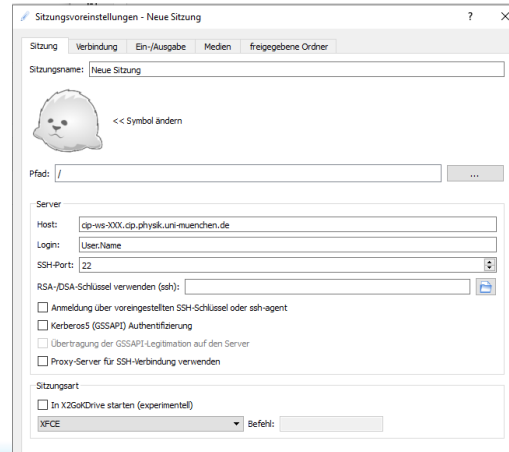 Sitzungsvoreinstellungen - Neue Sitzung ? ×
Sitzung Verbindung Ein-/Ausgabe Medien freigegebene Ordner
Sitzungsname: Neue Sitzung
<< Symbol ändern
Pfad: / ...
Server
Host: cip-ws-XXX.cip.physik.uni-muenchen.de
Login: User.Name
SSH-Port: 22
RSA-/DSA-Schlüssel verwenden (ssh):
Anmeldung über voreingestellten SSH-Schlüssel oder ssh-agent
Kerberos5 (GSSAPI) Authentifizierung
Übertragung der GSSAPI-Legitimation auf den Server
Proxy-Server für SSH-Verbindung verwenden
Sitzungsart
In X2GoKDrive starten (experimentell)
XFCE Befehl: